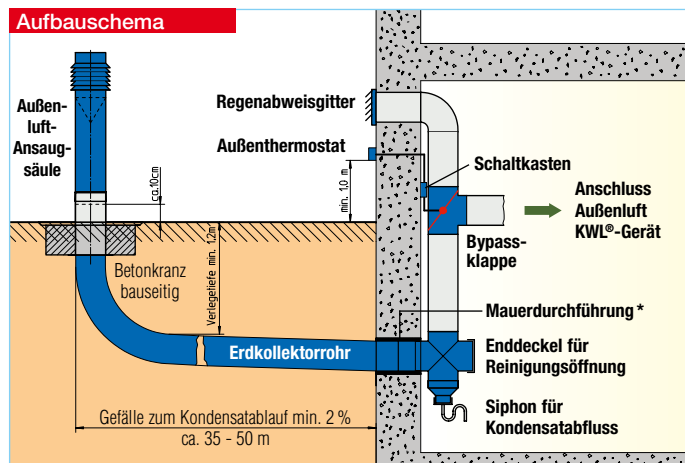 Aufbauschema
Außen-
luft-
Ansaug-
säule
ca.10cm
Regenabweisgitter
Außenthermostat
min. 1,0 m
Schaltkasten
Anschluss
Außenluft
KWL®-Gerät
Bypass-
klappe
Betonkranz
bauseitig
Verlegetiefe min. 1,2m
Mauerdurchführung *
Erdkollektorrohr
Enddeckel für
Reinigungsöffnung
Gefälle zum Kondensatablauf min. 2 %
ca. 35 - 50 m
Siphon für
Kondensatabfluss